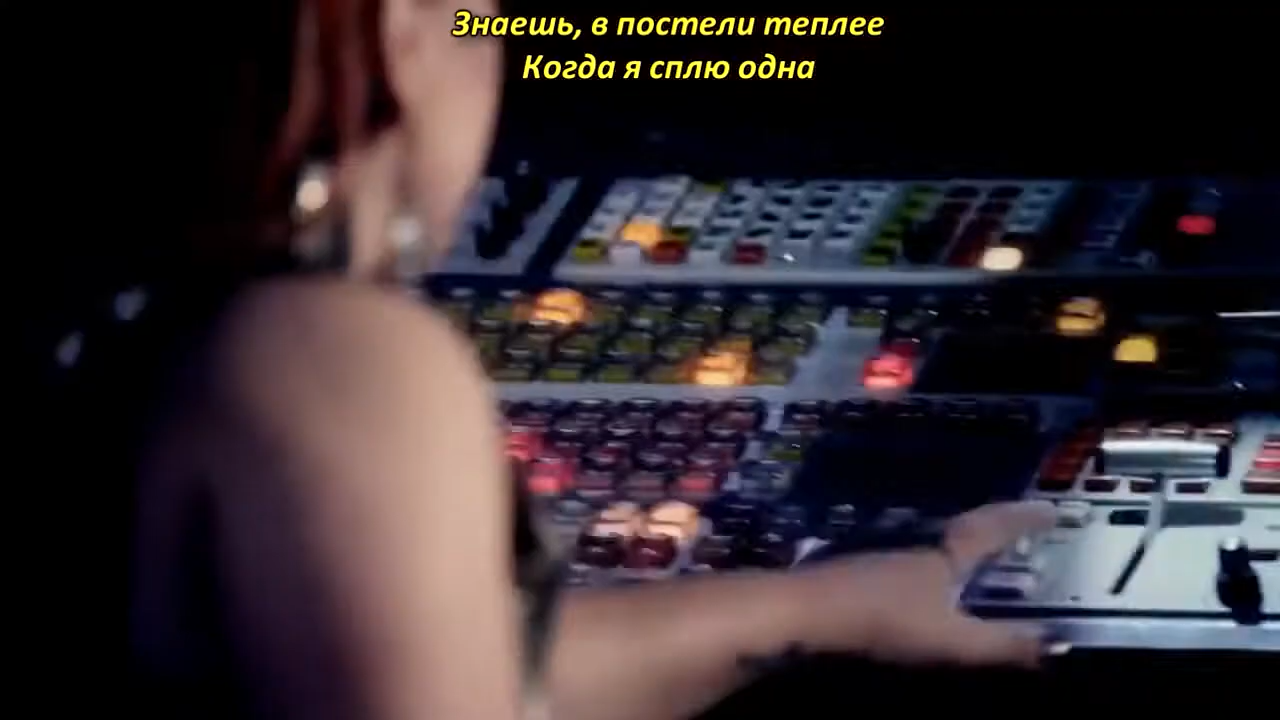 Знаешь, в постели теплее
Когда я сплю одна